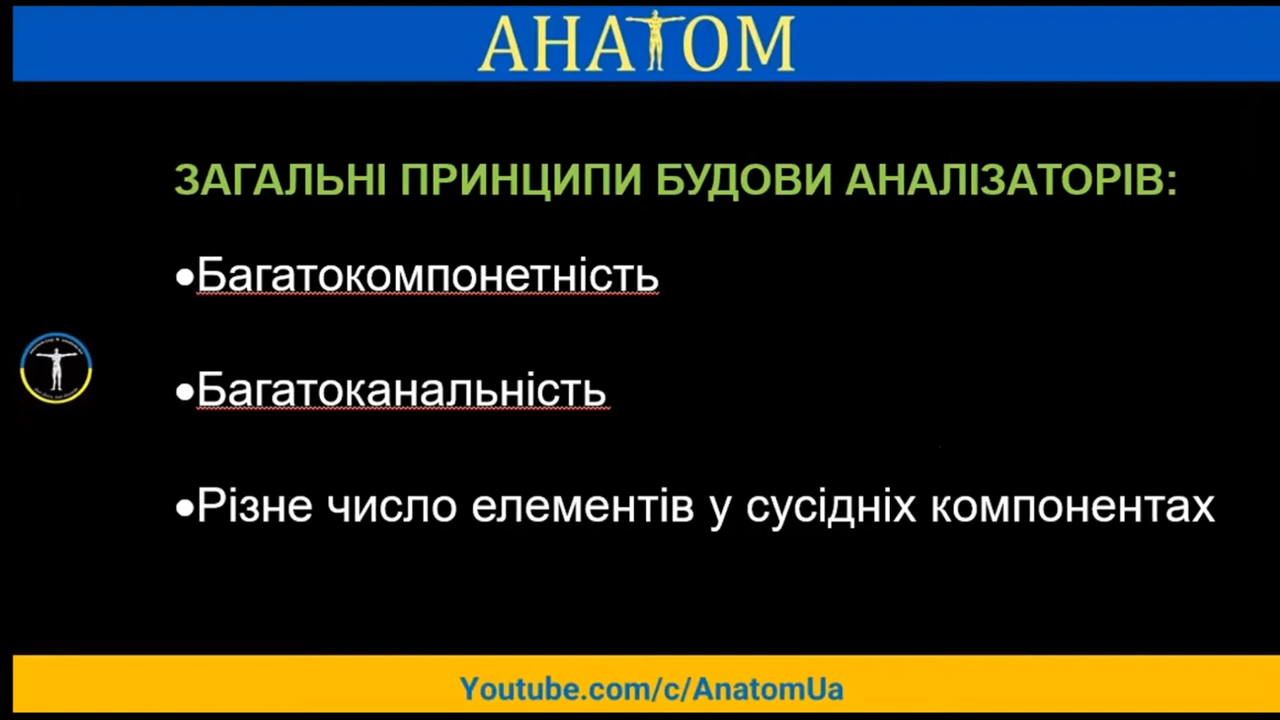 АНАТОМ
ЗАГАЛЬНІ ПРИНЦИПИ БУДОВИ АНАЛІЗАТОРІВ:
•Багатокомпонетність
•Багатоканальність
•Різне число елементів у сусідніх компонентах
Youtube.com/c/AnatomUa